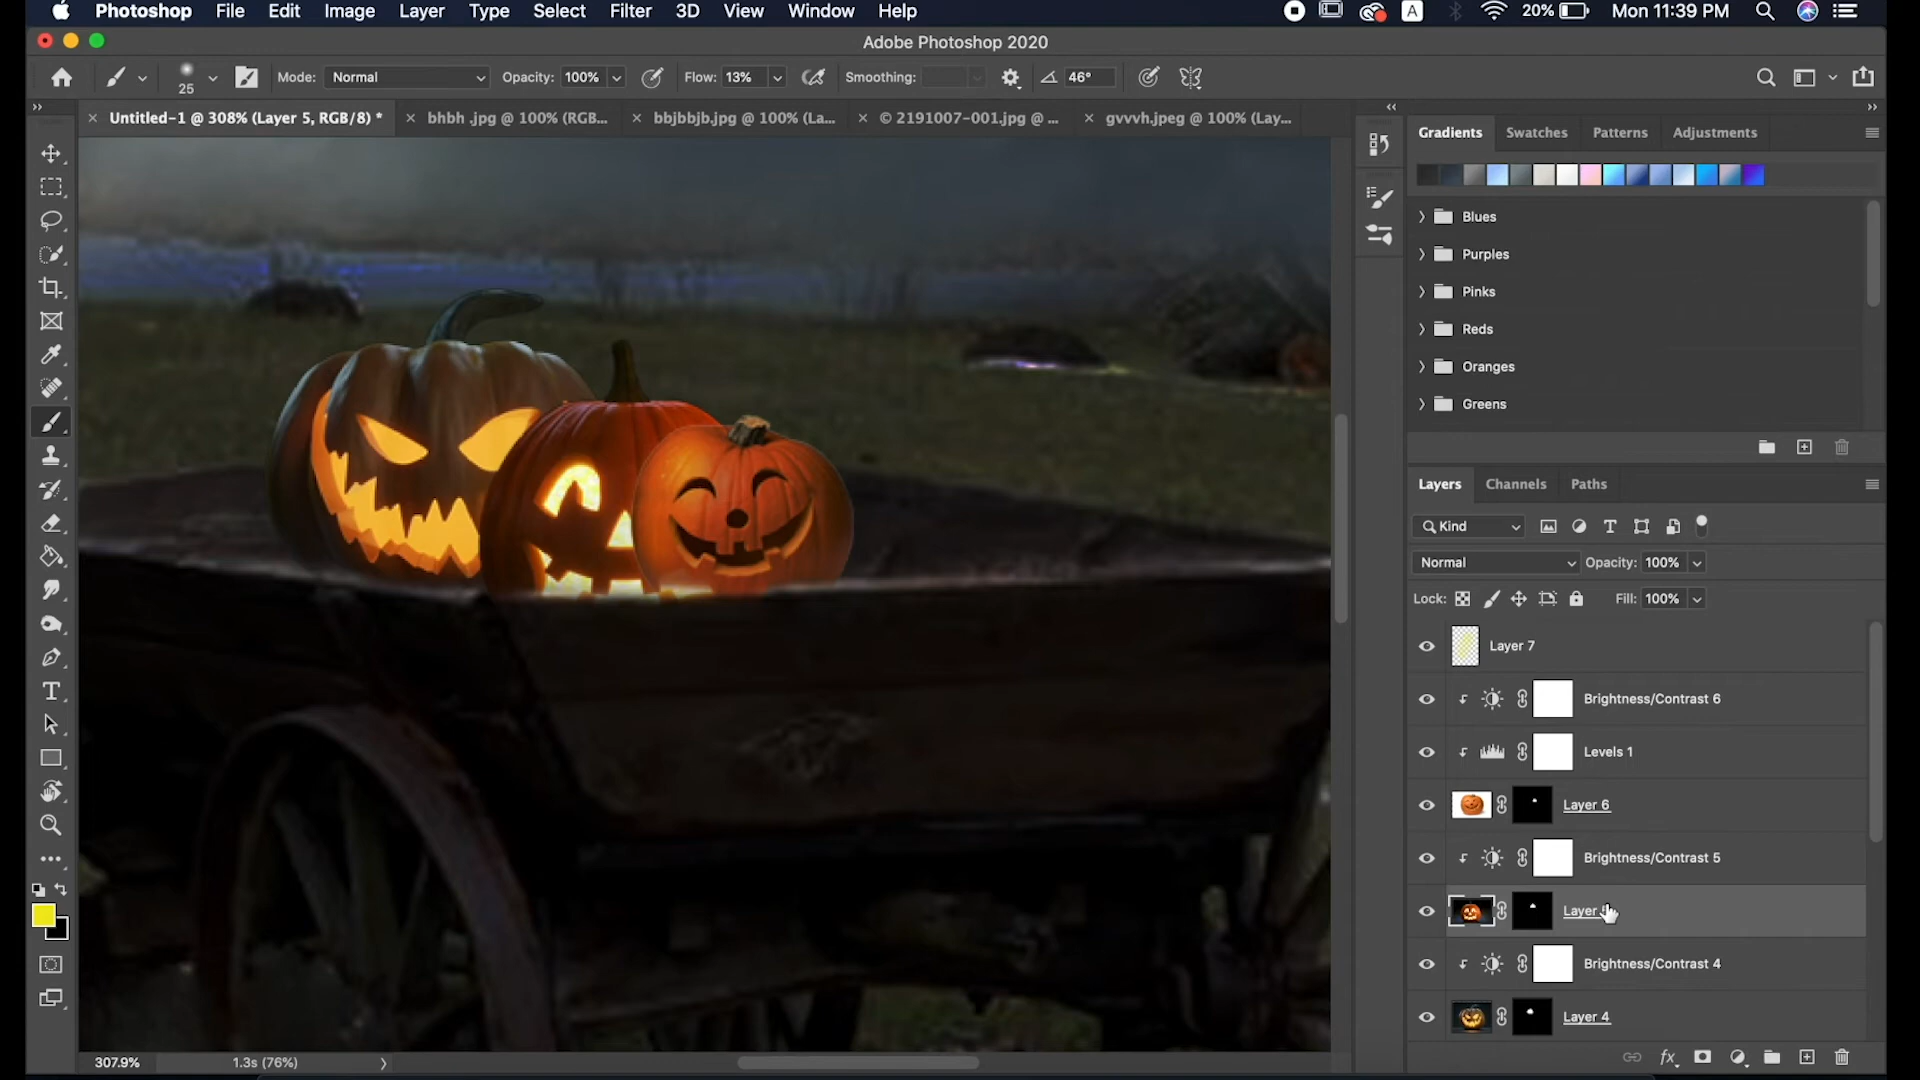 Photoshop File Edit Image Layer Type Select Filter 3D View Window Help A 20% Mon 11:39 PM
Adobe Photoshop 2020
25 Mode: Normal Opacity: 100% Flow: 13% Smoothing: 46°
Untitled-1 @ 308% (Layer 5, RGB/8) * bhbh .jpg @ 100% (RGB... bbjbbjb.jpg @ 100% (La... © 2191007-001.jpg @ ... gvvvh.jpeg @ 100% (Lay...
Gradients Swatches Patterns Adjustments
Blues
Purples
Pinks
Reds
Oranges
Greens
Layers Channels Paths
Kind
Normal Opacity: 100%
Lock: Fill: 100%
Layer 7
Brightness/Contrast 6
Levels 1
Layer 6
Brightness/Contrast 5
Layer
Brightness/Contrast 4
Layer 4
307.9% 1.3s (76%)
fx